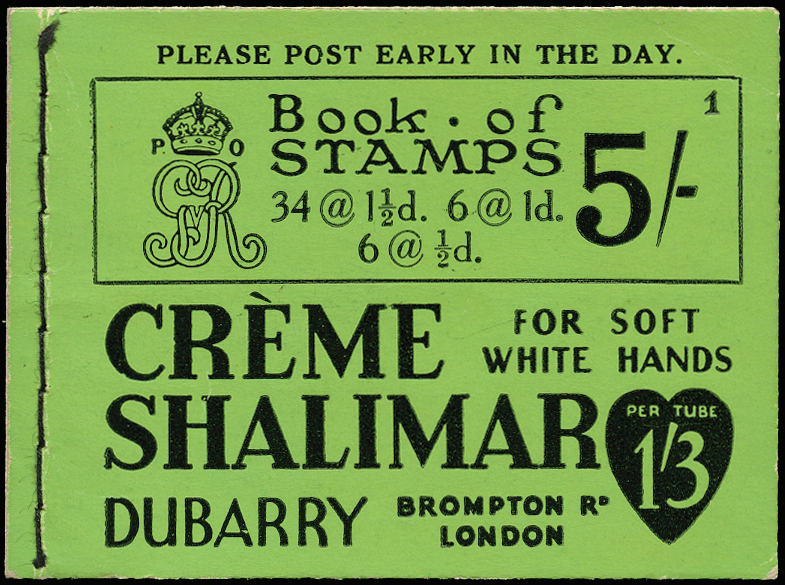 PLEASE POST EARLY IN THE DAY.
1
P O
Book · of
STAMPS
5/-
34 @ 1½d. 6 @ 1d.
6 @ ½d.
GVR
CRÈME
FOR SOFT
WHITE HANDS
SHALIMAR
PER TUBE
1/3
DUBARRY
BROMPTON Rᴰ
LONDON